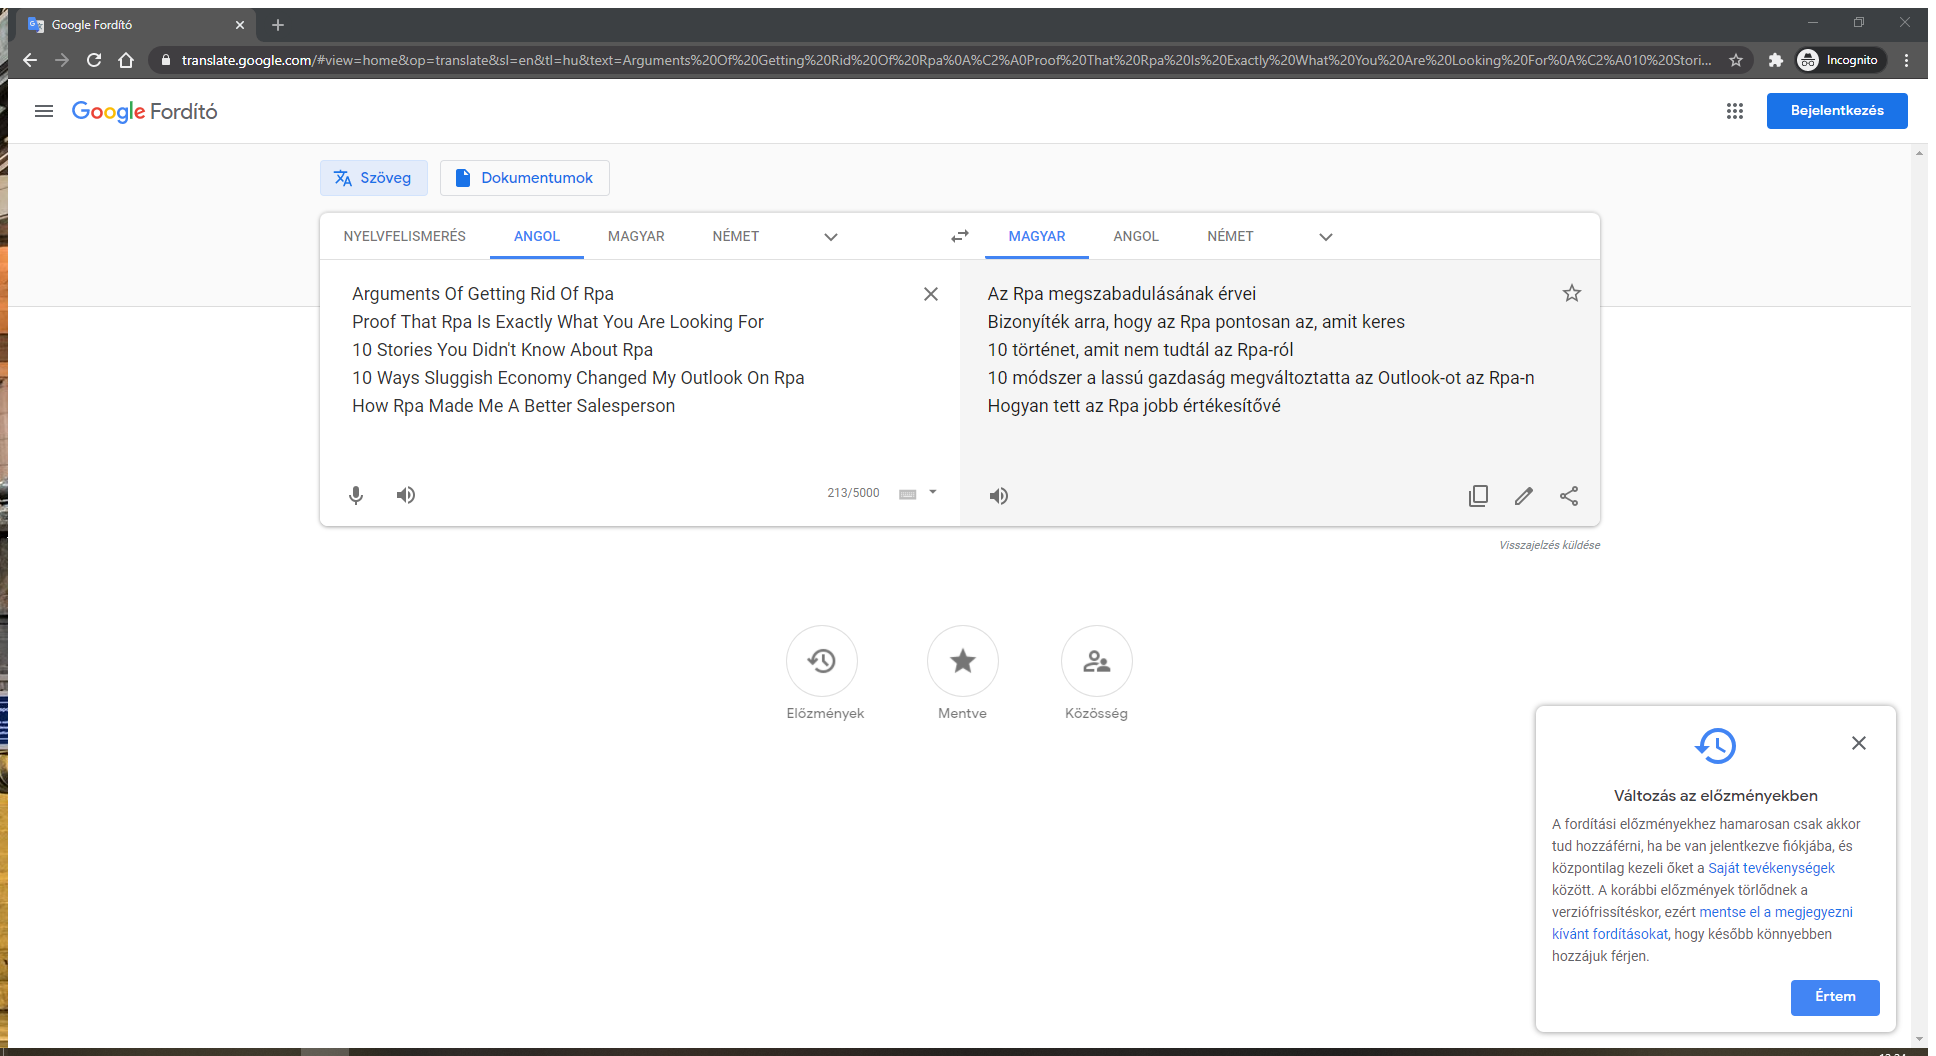 Google Fordító
translate.google.com/#view=home&op=translate&sl=en&tl=hu&text=Arguments%20Of%20Getting%20Rid%20Of%20Rpa%0A%C2%A0Proof%20That%20Rpa%20Is%20Exactly%20What%20You%20Are%20Looking%20For%0A%C2%A010%20Stori...
Incognito
Google Fordító
Bejelentkezés
Szöveg
Dokumentumok
NYELVFELISMERÉS ANGOL MAGYAR NÉMET
MAGYAR ANGOL NÉMET
Arguments Of Getting Rid Of Rpa
Proof That Rpa Is Exactly What You Are Looking For
10 Stories You Didn't Know About Rpa
10 Ways Sluggish Economy Changed My Outlook On Rpa
How Rpa Made Me A Better Salesperson
213/5000
Az Rpa megszabadulásának érvei
Bizonyíték arra, hogy az Rpa pontosan az, amit keres
10 történet, amit nem tudtál az Rpa-ról
10 módszer a lassú gazdaság megváltoztatta az Outlook-ot az Rpa-n
Hogyan tett az Rpa jobb értékesítővé
Visszajelzés küldése
Előzmények
Mentve
Közösség
Változás az előzményekben
A fordítási előzményekhez hamarosan csak akkor
tud hozzáférni, ha be van jelentkezve fiókjába, és
központilag kezeli őket a Saját tevékenységek
között. A korábbi előzmények törlődnek a
verziófrissítéskor, ezért mentse el a megjegyezni
kívánt fordításokat, hogy később könnyebben
hozzájuk férjen.
Értem